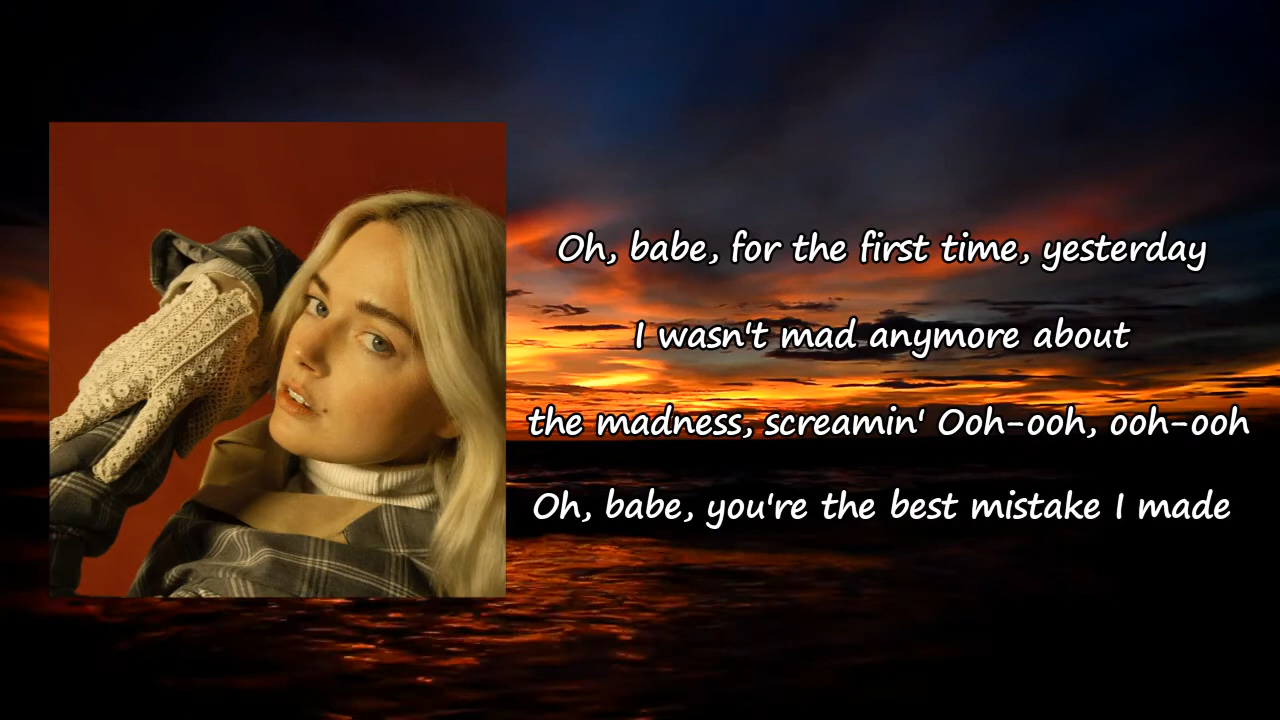 Oh, babe, for the first time, yesterday
I wasn't mad anymore about
the madness, screamin' Ooh-ooh, ooh-ooh
Oh, babe, you're the best mistake I made